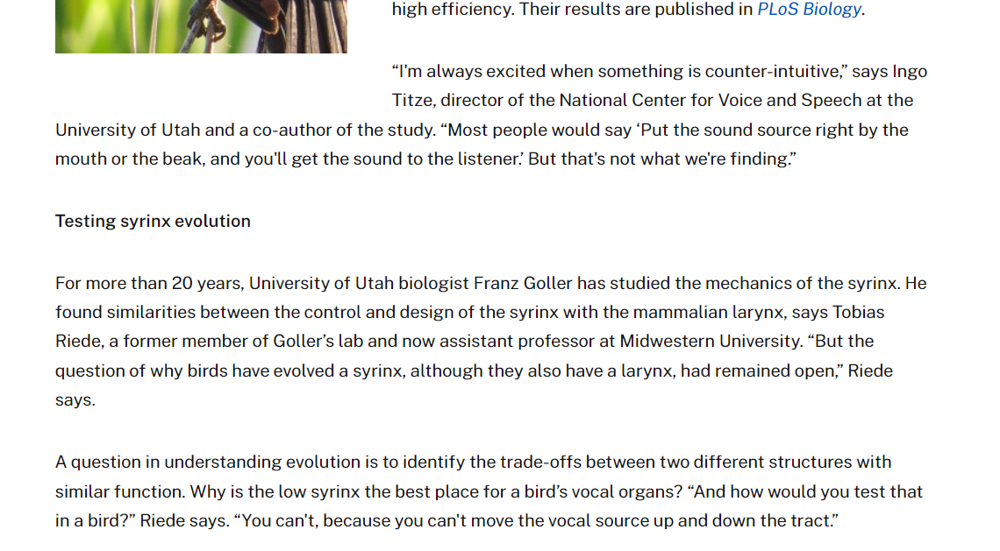 high efficiency. Their results are published in PLoS Biology.
“I'm always excited when something is counter-intuitive,” says Ingo
Titze, director of the National Center for Voice and Speech at the
University of Utah and a co-author of the study. “Most people would say ‘Put the sound source right by the
mouth or the beak, and you'll get the sound to the listener.’ But that's not what we're finding.”
Testing syrinx evolution
For more than 20 years, University of Utah biologist Franz Goller has studied the mechanics of the syrinx. He
found similarities between the control and design of the syrinx with the mammalian larynx, says Tobias
Riede, a former member of Goller’s lab and now assistant professor at Midwestern University. “But the
question of why birds have evolved a syrinx, although they also have a larynx, had remained open,” Riede
says.
A question in understanding evolution is to identify the trade-offs between two different structures with
similar function. Why is the low syrinx the best place for a bird’s vocal organs? “And how would you test that
in a bird?” Riede says. “You can't, because you can't move the vocal source up and down the tract.”